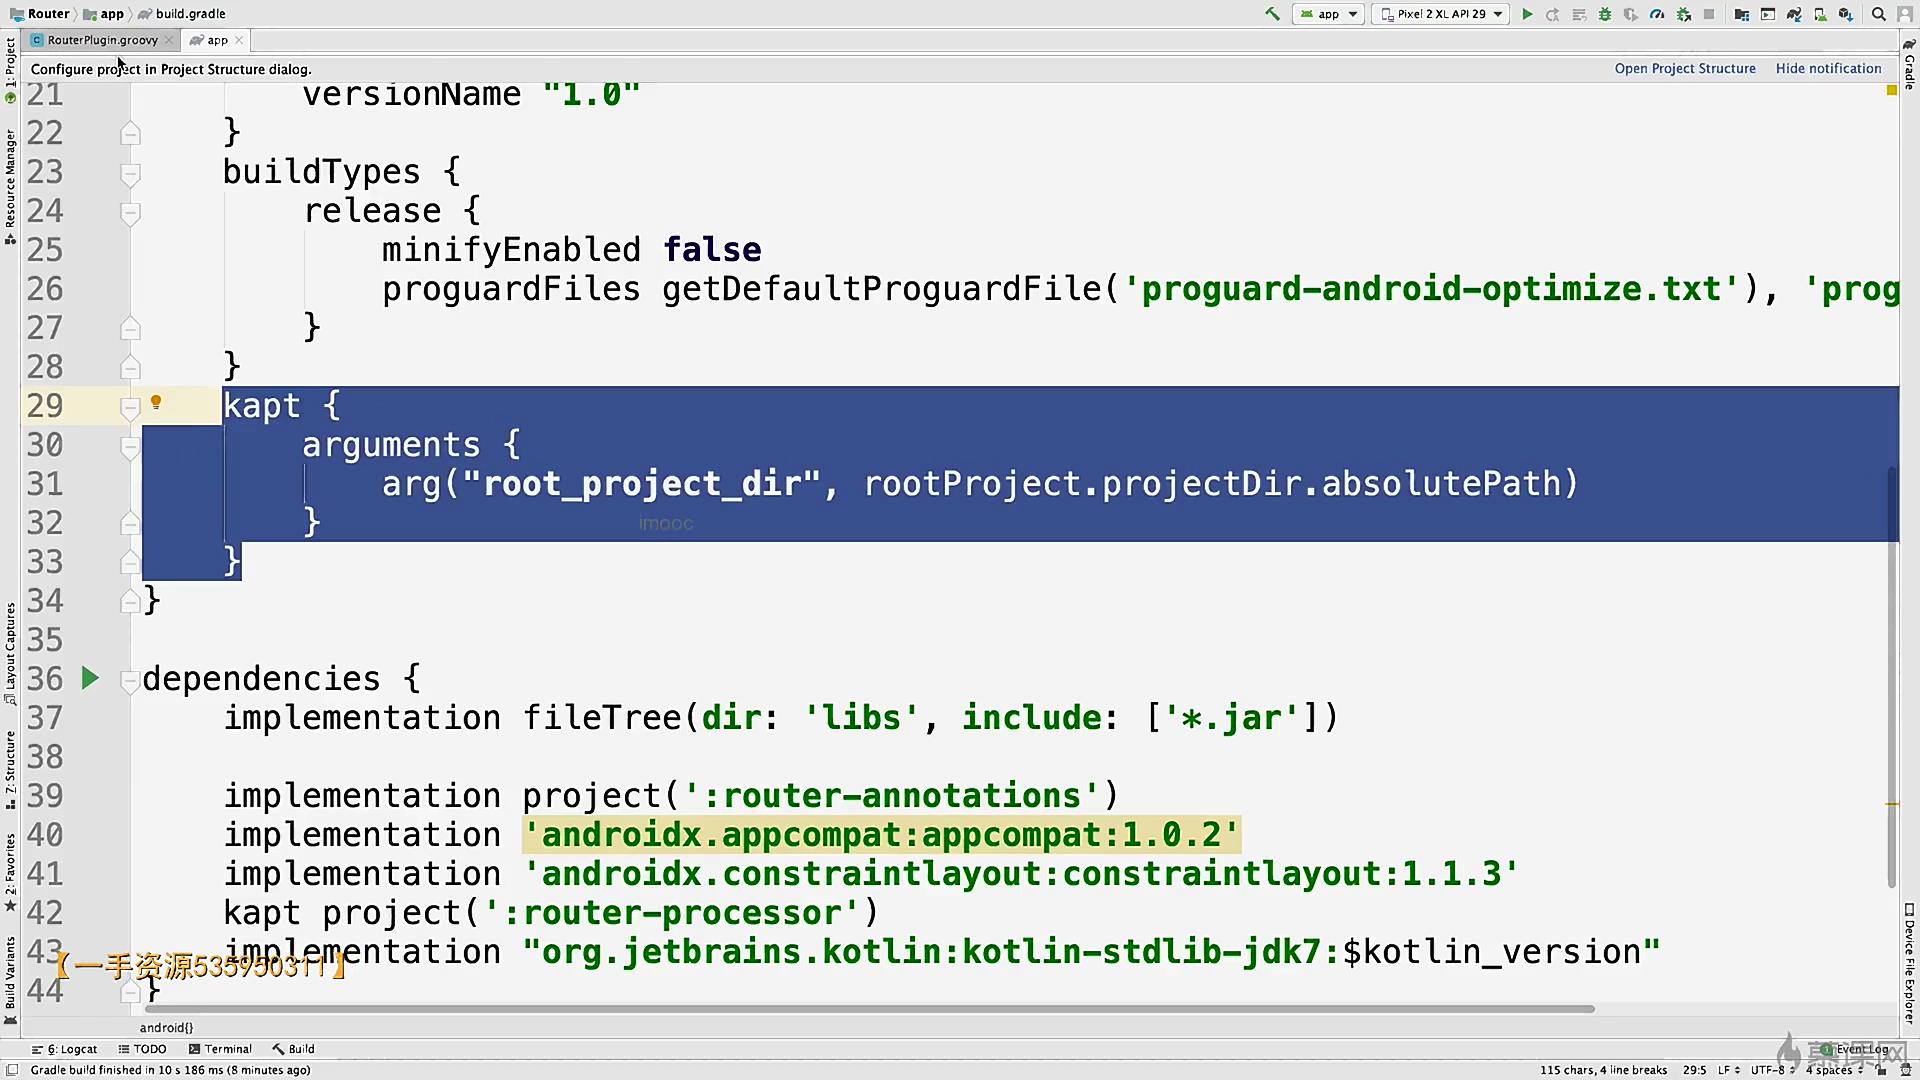 Router app build.gradle
app Pixel 2 XL API 29
RouterPlugin.groovy app
Configure project in Project Structure dialog. Open Project Structure Hide notification
21 versionName "1.0"
22 }
23 buildTypes {
24 release {
25 minifyEnabled false
26 proguardFiles getDefaultProguardFile('proguard-android-optimize.txt'), 'prog
27 }
28 }
29 kapt {
30 arguments {
31 arg("root_project_dir", rootProject.projectDir.absolutePath)
32 }
imooc
33 }
34 }
35
36 dependencies {
37 implementation fileTree(dir: 'libs', include: ['*.jar'])
38
39 implementation project(':router-annotations')
40 implementation 'androidx.appcompat:appcompat:1.0.2'
41 implementation 'androidx.constraintlayout:constraintlayout:1.1.3'
42 kapt project(':router-processor')
43 implementation "org.jetbrains.kotlin:kotlin-stdlib-jdk7:$kotlin_version"
【一手资源535950311】
44 }
android{}
6: Logcat TODO Terminal Build Event Log
慕课网
Gradle build finished in 10 s 186 ms (8 minutes ago) 115 chars, 4 line breaks 29:5 LF UTF-8 4 spaces
1: Project
Resource Manager
Layout Captures
7: Structure
2: Favorites
Build Variants
Gradle
Device File Explorer